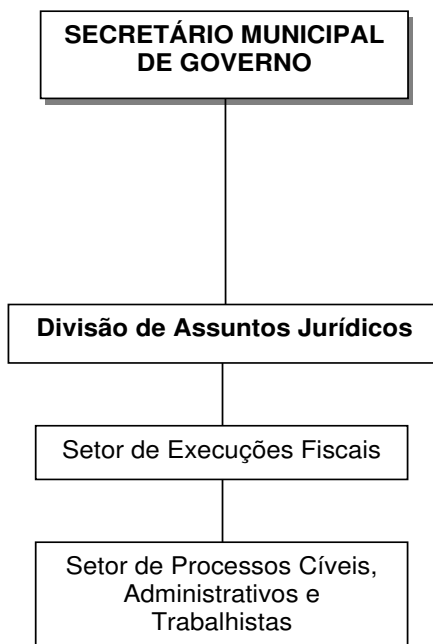 SECRETÁRIO MUNICIPAL
DE GOVERNO
Divisão de Assuntos Jurídicos
Setor de Execuções Fiscais
Setor de Processos Cíveis,
Administrativos e
Trabalhistas